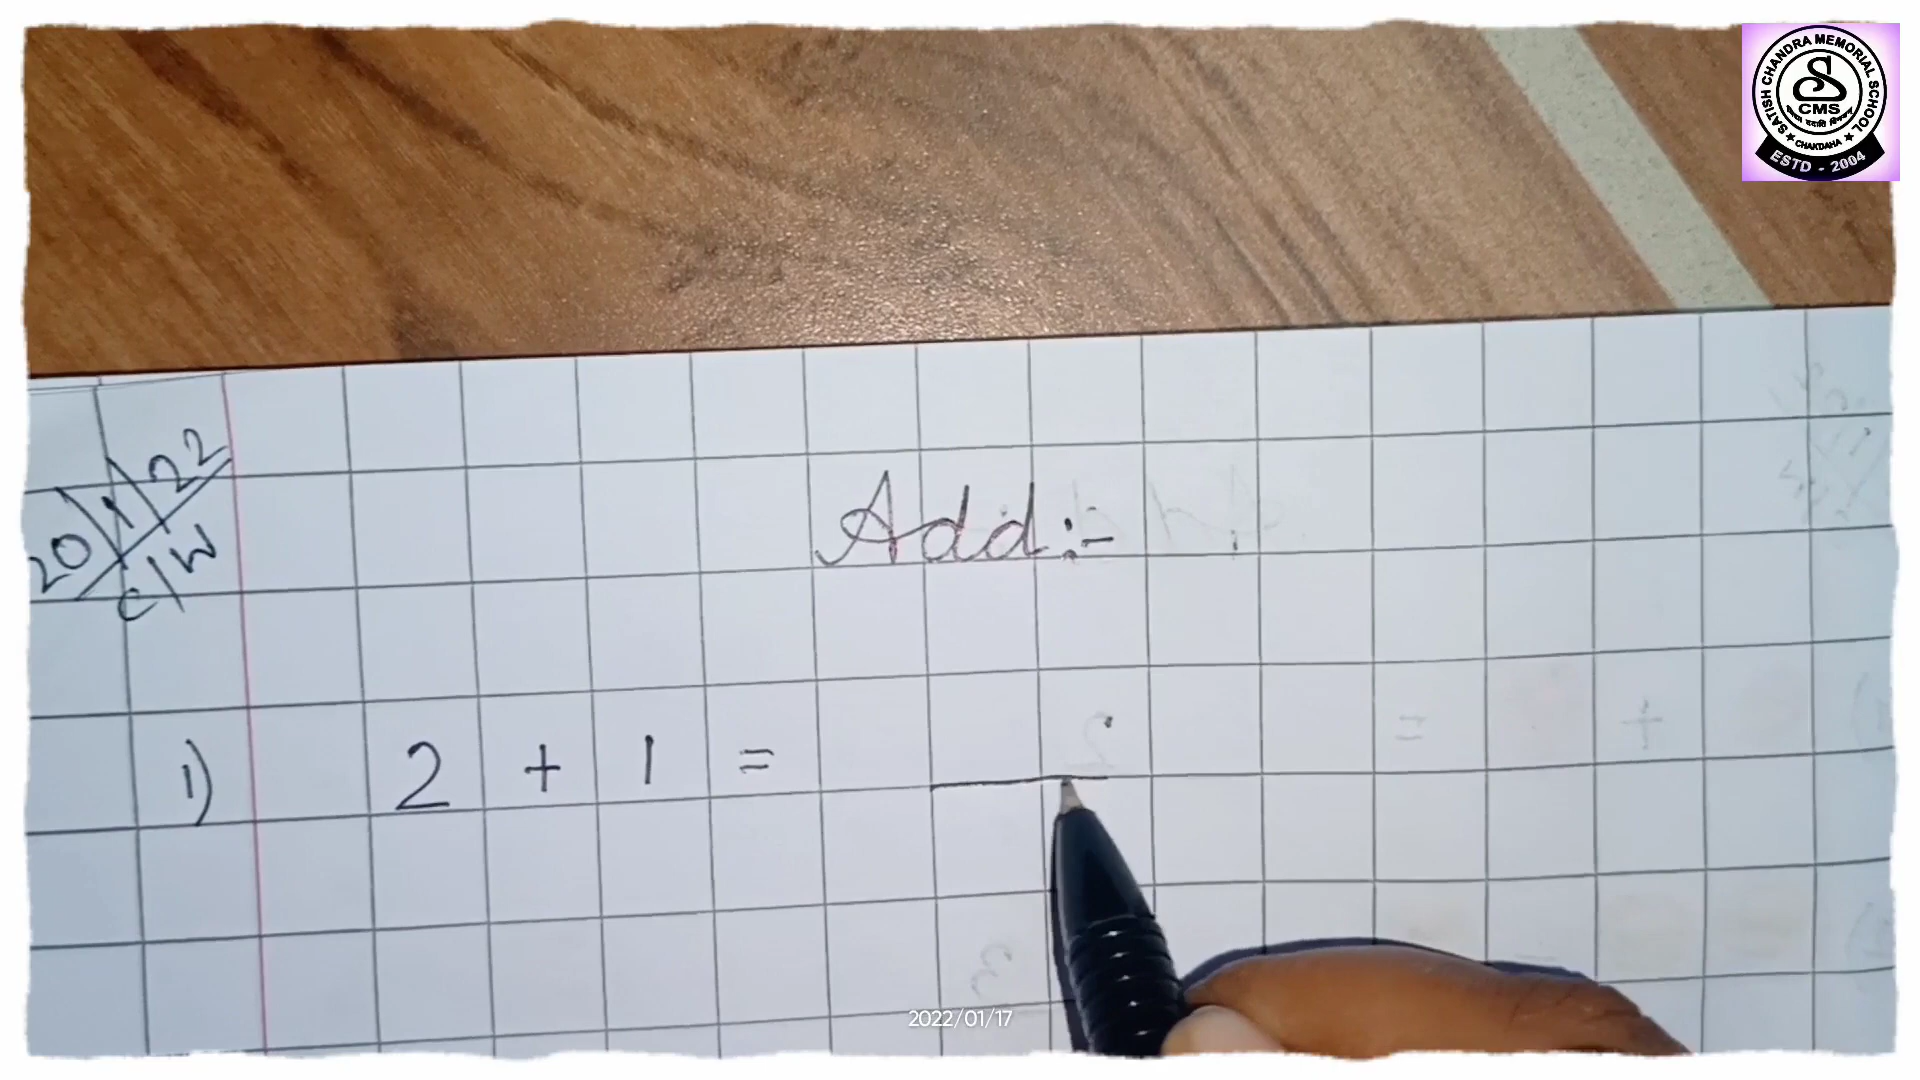 SATISH CHANDRA MEMORIAL SCHOOL
S
CMS
★ CHAKDAHA ★
ESTD - 2004
20/1/22
C/W
Add:-
1) 2 + 1 =
2022/01/17